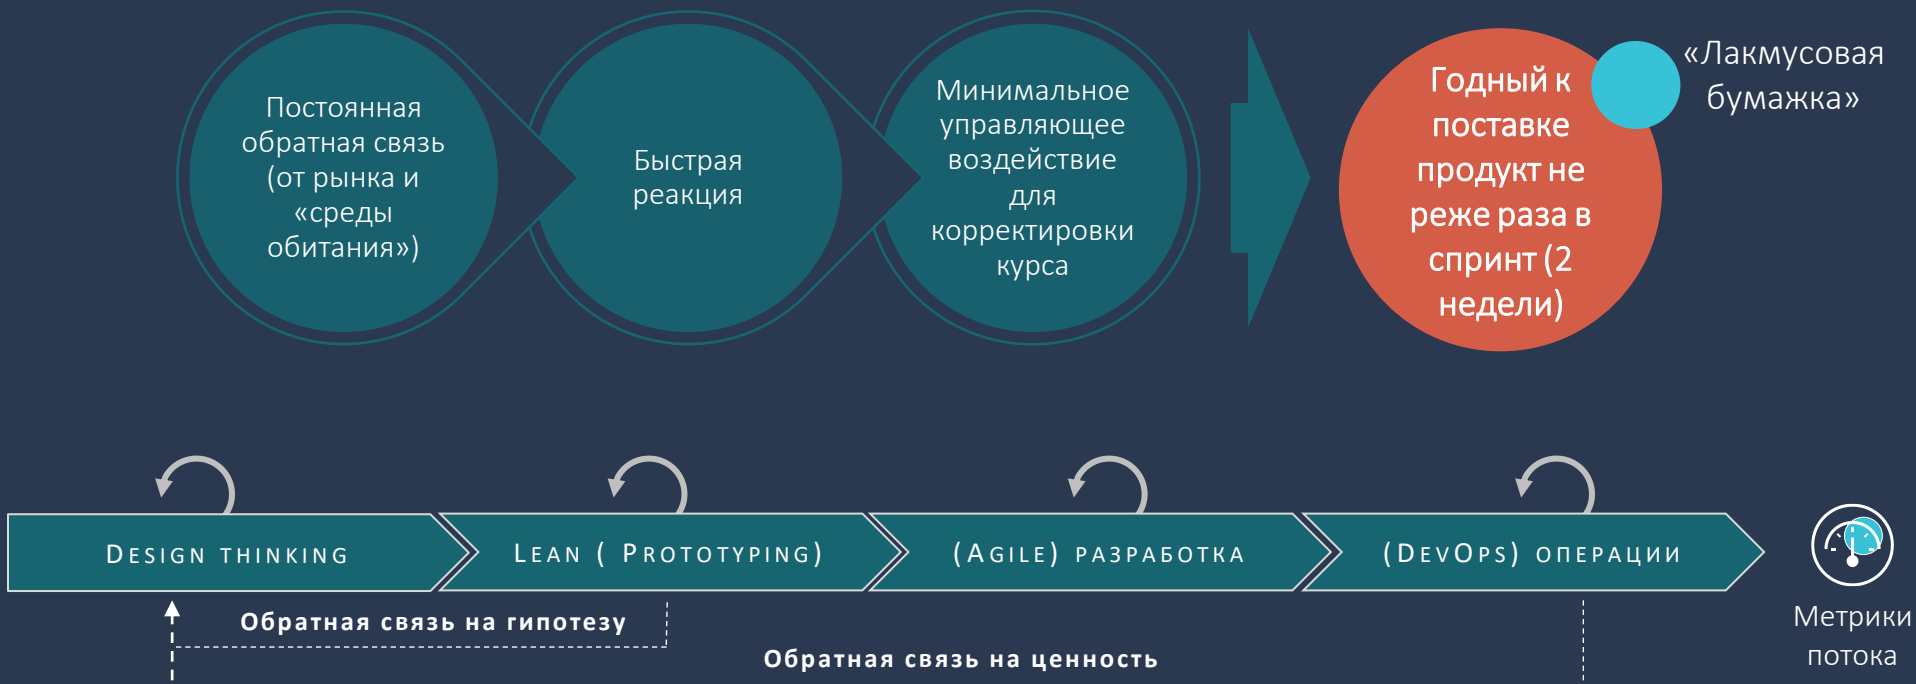 Постоянная
обратная связь
(от рынка и
«среды
обитания»)
Быстрая
реакция
Минимальное
управляющее
воздействие
для
корректировки
курса
Годный к
поставке
продукт не
реже раза в
спринт (2
недели)
«Лакмусовая
бумажка»
DESIGN THINKING
LEAN ( PROTOTYPING)
(AGILE) РАЗРАБОТКА
(DEVOPS) ОПЕРАЦИИ
Метрики
потока
Обратная связь на гипотезу
Обратная связь на ценность